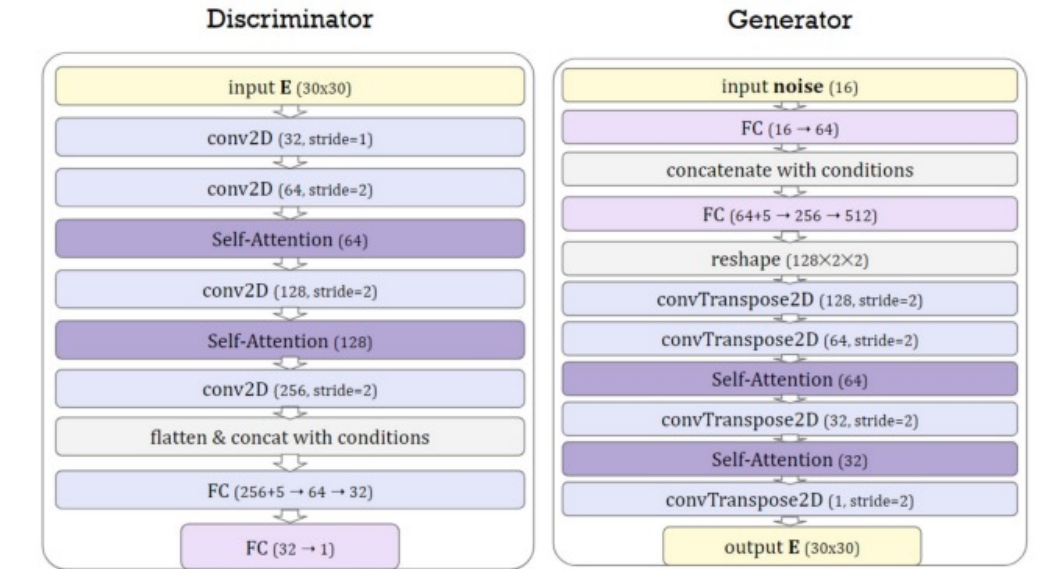 Discriminator
input E (30x30)
conv2D (32, stride=1)
conv2D (64, stride=2)
Self-Attention (64)
conv2D (128, stride=2)
Self-Attention (128)
conv2D (256, stride=2)
flatten & concat with conditions
FC (256+5 → 64 → 32)
FC (32 → 1)
Generator
input noise (16)
FC (16 → 64)
concatenate with conditions
FC (64+5 → 256 → 512)
reshape (128×2×2)
convTranspose2D (128, stride=2)
convTranspose2D (64, stride=2)
Self-Attention (64)
convTranspose2D (32, stride=2)
Self-Attention (32)
convTranspose2D (1, stride=2)
output E (30x30)